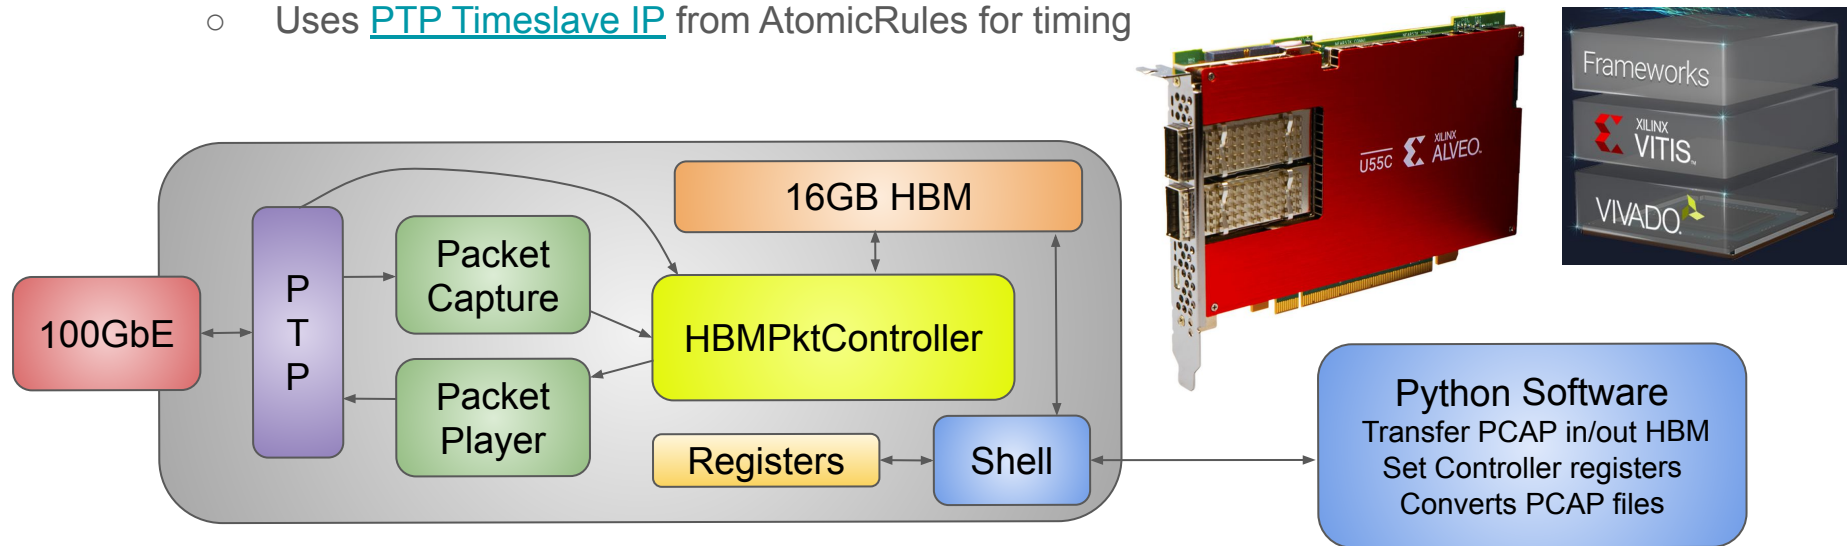 ○ Uses PTP Timeslave IP from AtomicRules for timing
100GbE
P
T
P
Packet
Capture
Packet
Player
16GB HBM
HBMPktController
Registers
Shell
U55C XILINX
ALVEO.
Frameworks
XILINX
VITIS™
VIVADO.
Python Software
Transfer PCAP in/out HBM
Set Controller registers
Converts PCAP files